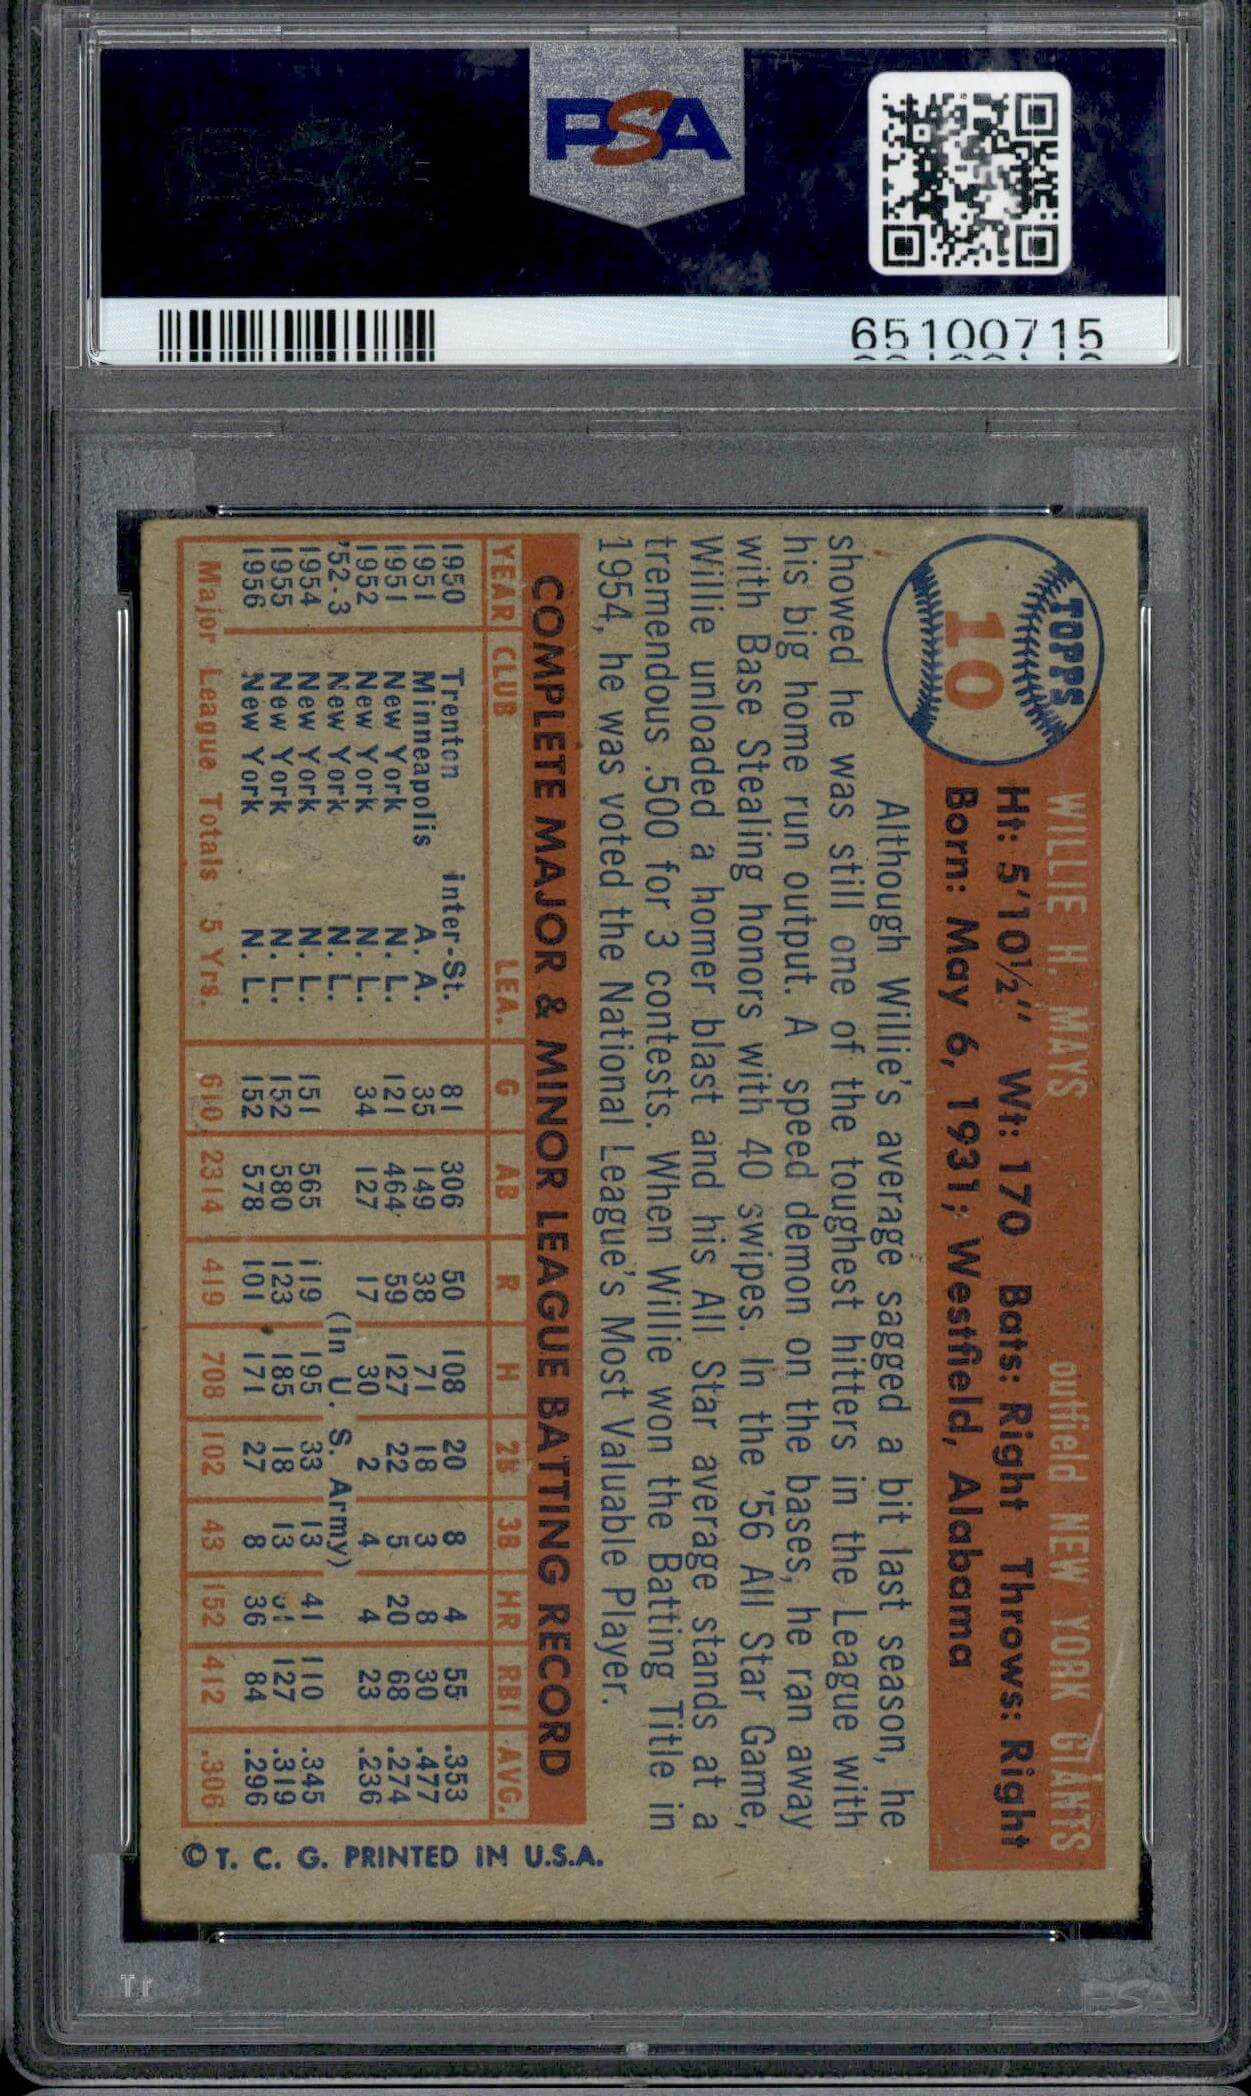 PSA
65100715
TOPPS
10
WILLIE H. MAYS outfield NEW YORK GIANTS
Ht: 5'10½" Wt: 170 Bats: Right Throws: Right
Born: May 6, 1931; Westfield, Alabama
Although Willie's average sagged a bit last season, he
showed he was still one of the toughest hitters in the League with
his big home run output. A speed demon on the bases, he ran away
with Base Stealing honors with 40 swipes. In the '56 All Star Game,
Willie unloaded a homer blast and his All Star average stands at a
tremendous .500 for 3 contests. When Willie won the Batting Title in
1954, he was voted the National League's Most Valuable Player.
COMPLETE MAJOR & MINOR LEAGUE BATTING RECORD
YEAR CLUB LEA. G AB R H 2B 3B HR RBI AVG.
1950 Trenton inter-St. 81 306 50 108 20 8 4 55 .353
1951 Minneapolis A. A. 35 149 38 71 18 3 8 30 .477
1951 New York N. L. 121 464 59 127 22 5 20 68 .274
1952 New York N. L. 34 127 17 30 2 4 4 23 .236
'52-3 New York N. L. (In U. S. Army)
1954 New York N. L. 151 565 119 195 33 13 41 110 .345
1955 New York N. L. 152 580 123 185 18 13 127 .319
1956 New York N. L. 152 578 101 171 27 8 36 84 .296
Major League Totals 5 Yrs. 610 2314 419 708 102 43 152 412 .306
© T. C. G. PRINTED IN U.S.A.
PSA